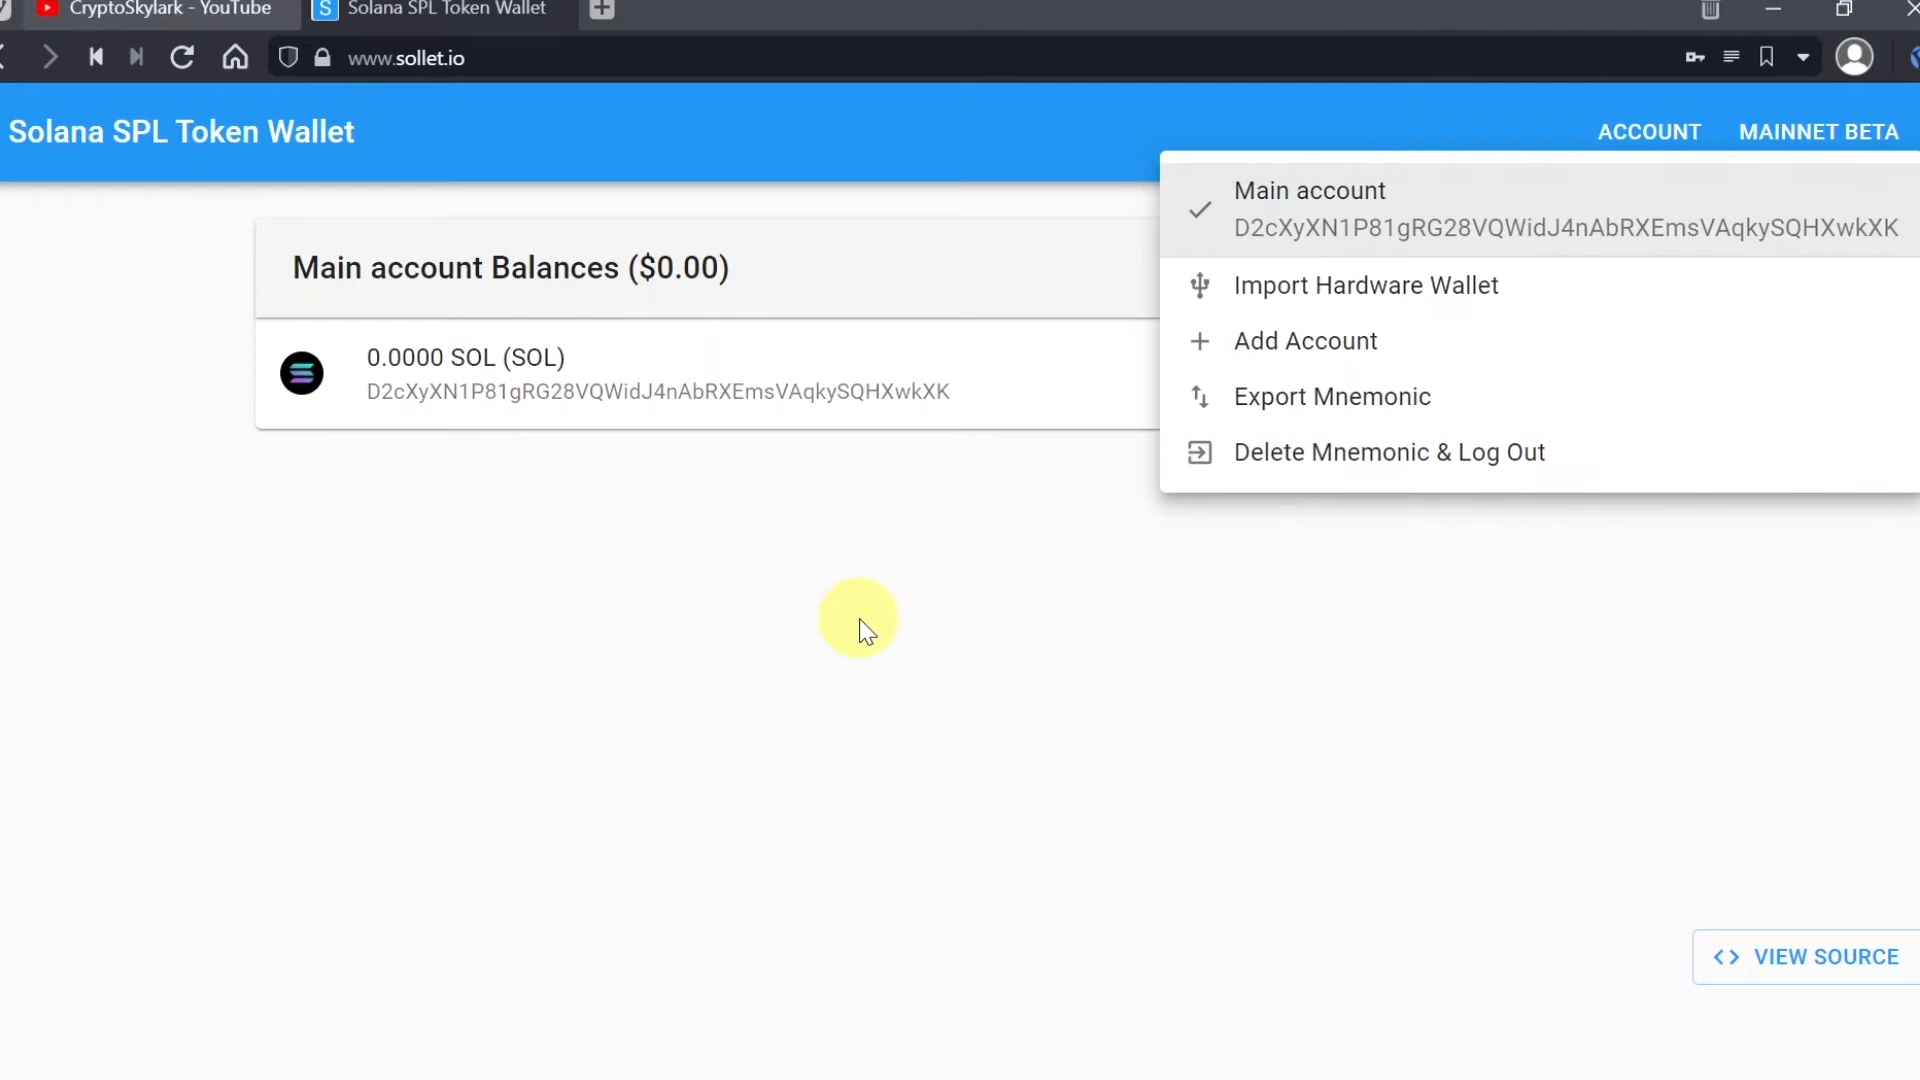 CryptoSkylark - YouTube
S Solana SPL Token Wallet
www.sollet.io
Solana SPL Token Wallet
ACCOUNT
MAINNET BETA
Main account
D2cXyXN1P81gRG28VQWidJ4nAbRXEmsVAqkySQHXwkXK
Import Hardware Wallet
Add Account
Export Mnemonic
Delete Mnemonic & Log Out
Main account Balances ($0.00)
0.0000 SOL (SOL)
D2cXyXN1P81gRG28VQWidJ4nAbRXEmsVAqkySQHXwkXK
VIEW SOURCE